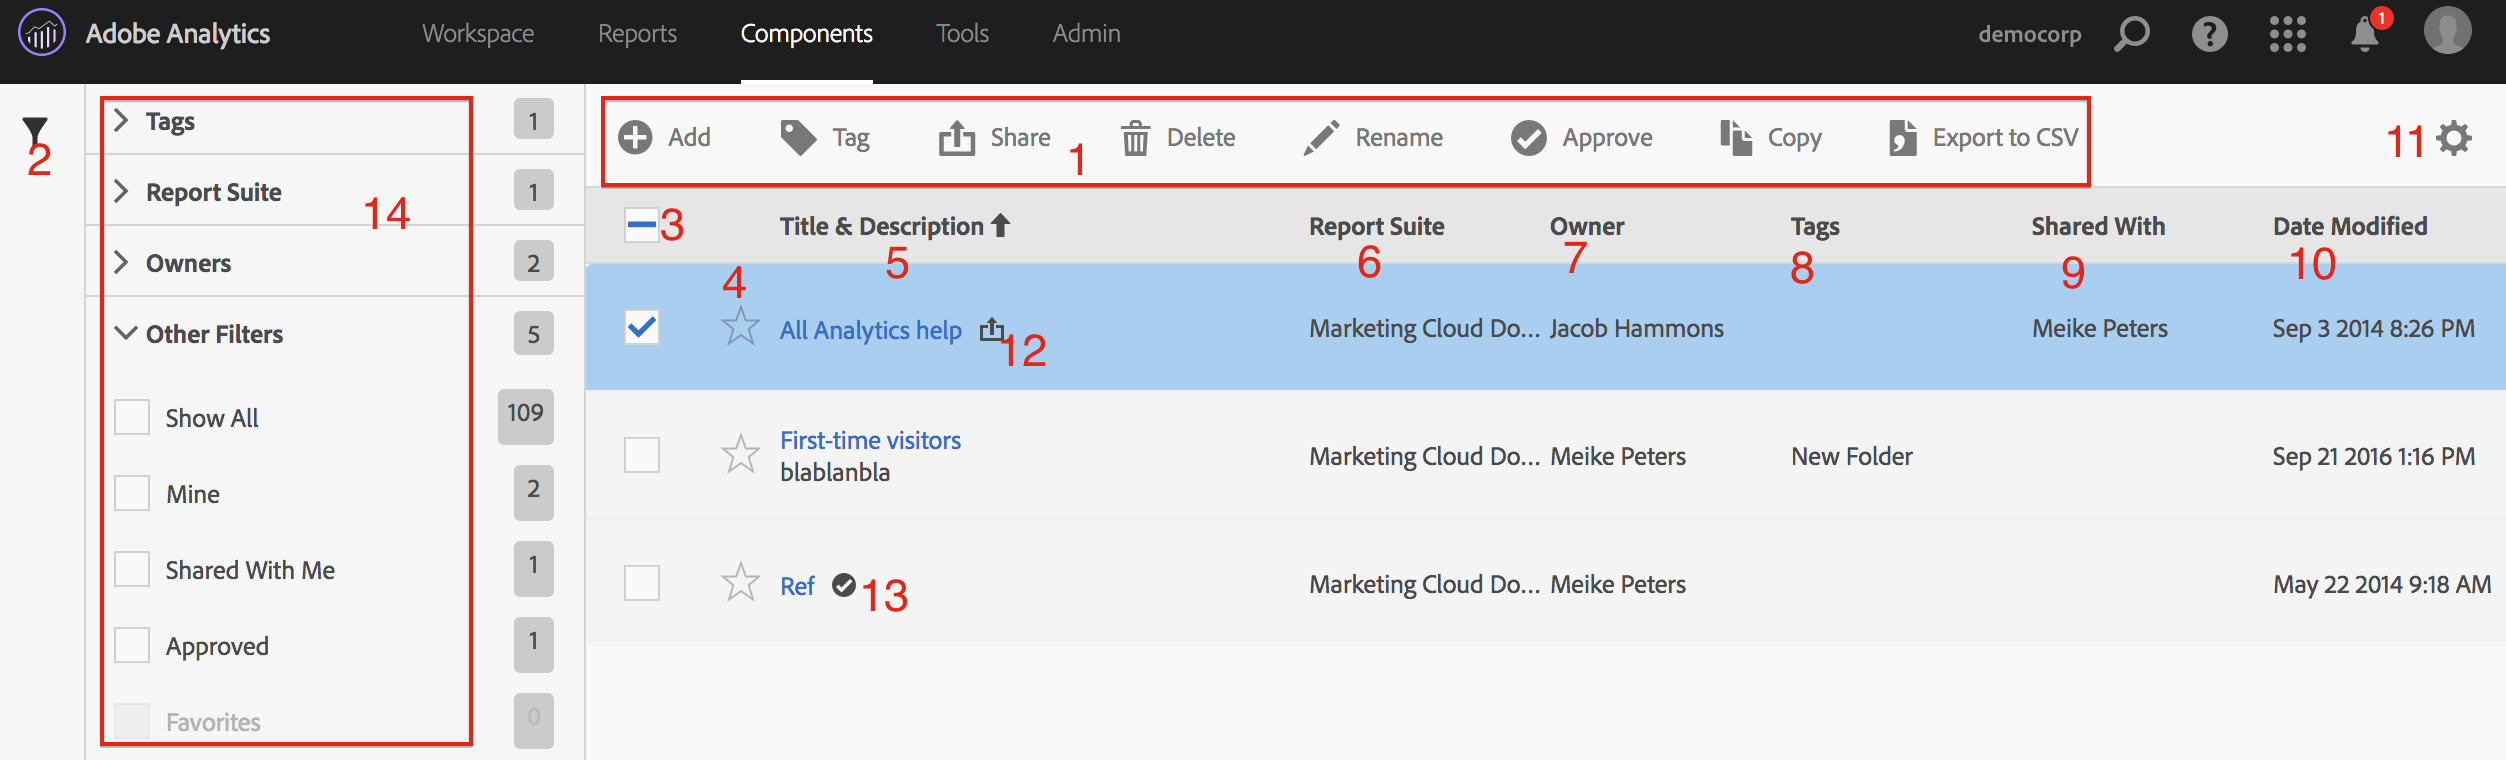 Adobe Analytics Workspace Reports Components Tools Admin democorp 1
2
Tags 1
Report Suite 1
Owners 2
Other Filters 5
Show All 109
Mine 2
Shared With Me 1
Approved 1
Favorites 0
14
Add Tag Share Delete Rename Approve Copy Export to CSV
1
11
3
Title & Description Report Suite Owner Tags Shared With Date Modified
5 6 7 8 9 10
4
All Analytics help Marketing Cloud Do... Jacob Hammons Meike Peters Sep 3 2014 8:26 PM
12
First-time visitors
blablanbla
Marketing Cloud Do... Meike Peters New Folder Sep 21 2016 1:16 PM
Ref 13 Marketing Cloud Do... Meike Peters May 22 2014 9:18 AM